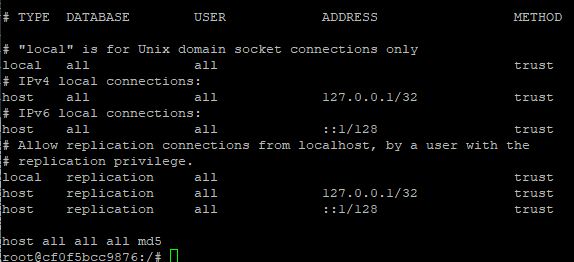 # TYPE DATABASE USER ADDRESS METHOD
# "local" is for Unix domain socket connections only
local all all trust
# IPv4 local connections:
host all all 127.0.0.1/32 trust
# IPv6 local connections:
host all all ::1/128 trust
# Allow replication connections from localhost, by a user with the
# replication privilege.
local replication all trust
host replication all 127.0.0.1/32 trust
host replication all ::1/128 trust
host all all all md5
root@cf0f5bcc9876:/#